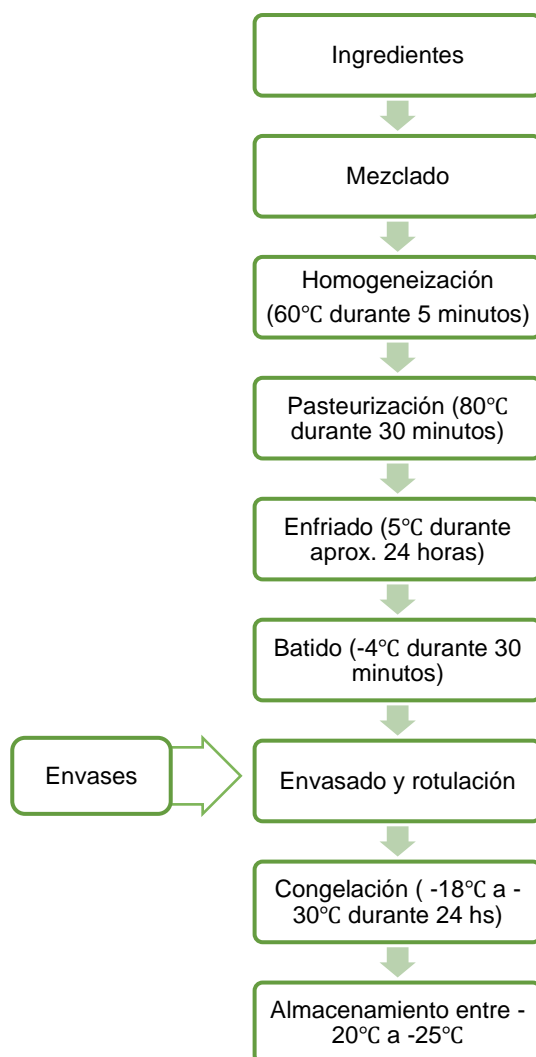 Ingredientes
Mezclado
Homogeneización
(60℃ durante 5 minutos)
Pasteurización (80℃
durante 30 minutos)
Enfriado (5℃ durante
aprox. 24 horas)
Batido (-4℃ durante 30
minutos)
Envases
Envasado y rotulación
Congelación ( -18℃ a -
30℃ durante 24 hs)
Almacenamiento entre -
20℃ a -25℃